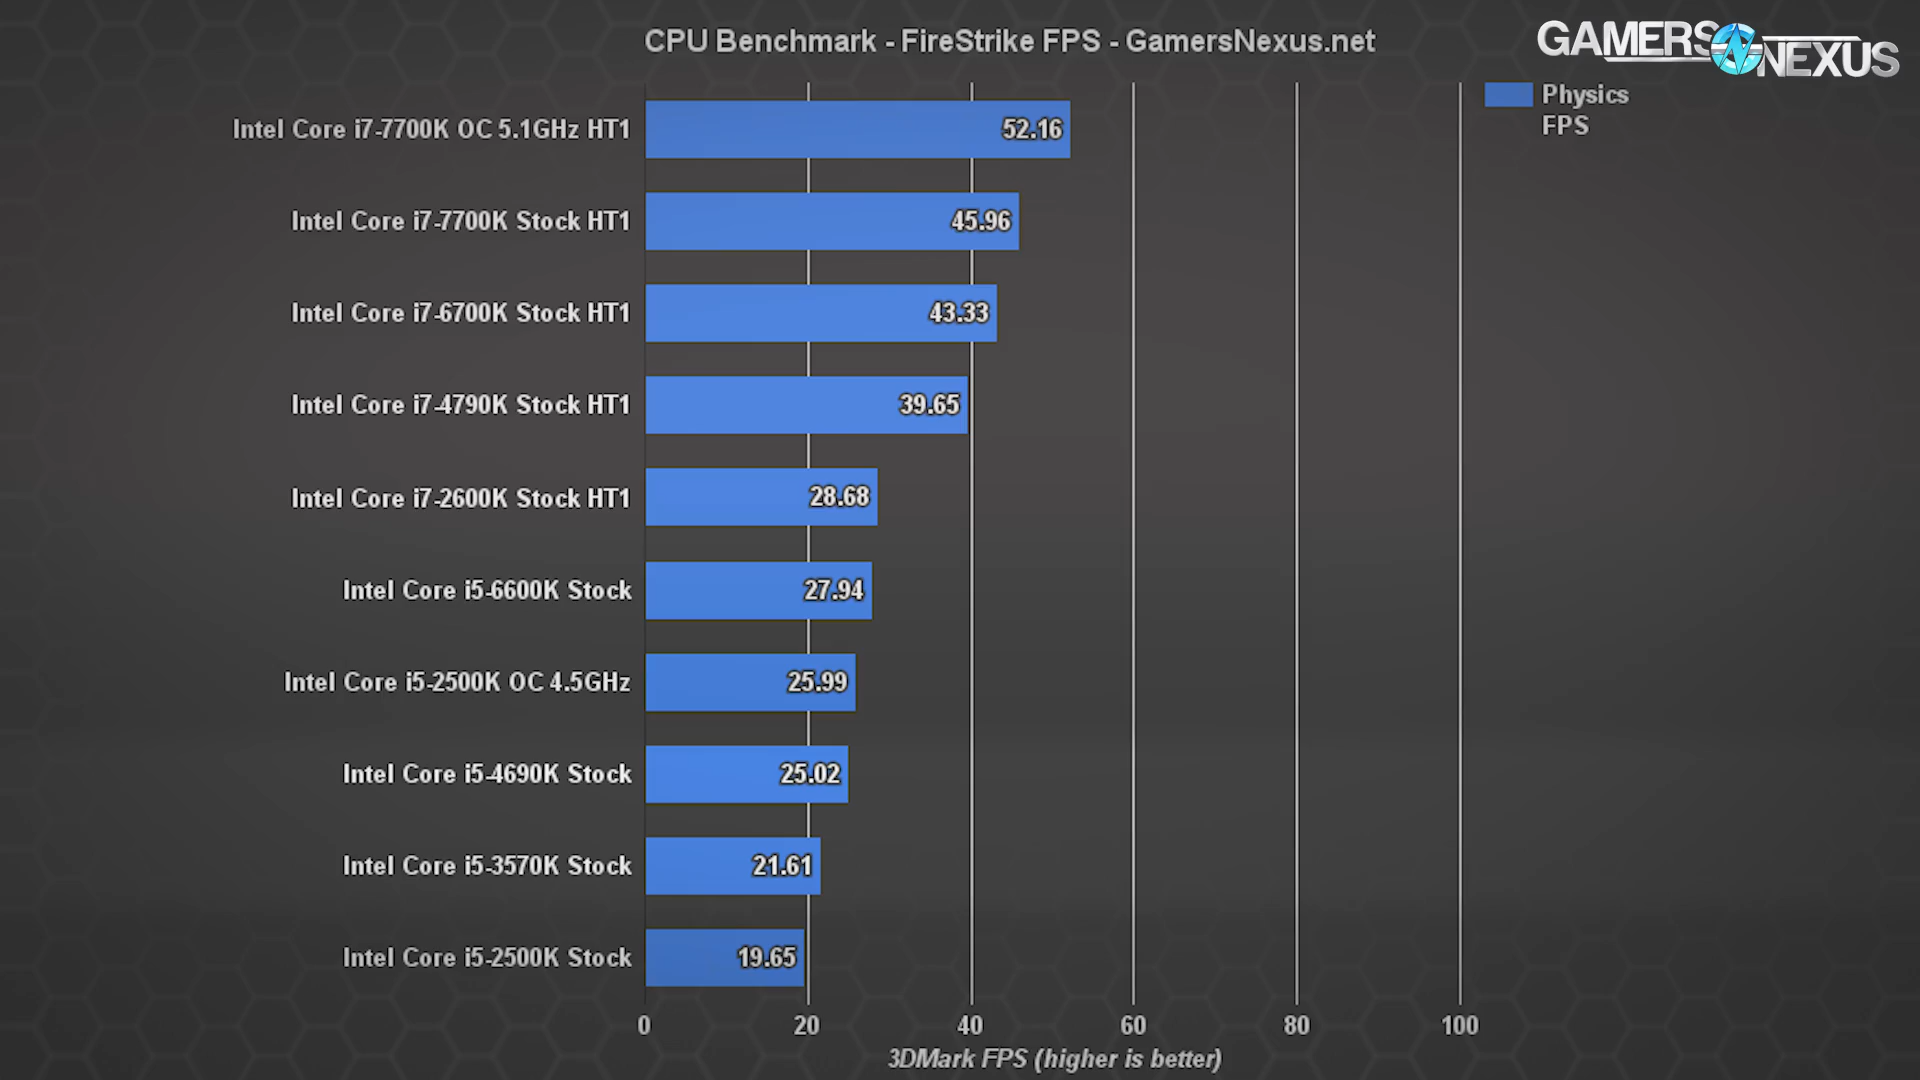 CPU Benchmark - FireStrike FPS - GamersNexus.net
GAMERS NEXUS
Physics
FPS
Intel Core i7-7700K OC 5.1GHz HT1 52.16
Intel Core i7-7700K Stock HT1 45.96
Intel Core i7-6700K Stock HT1 43.33
Intel Core i7-4790K Stock HT1 39.65
Intel Core i7-2600K Stock HT1 28.68
Intel Core i5-6600K Stock 27.94
Intel Core i5-2500K OC 4.5GHz 25.99
Intel Core i5-4690K Stock 25.02
Intel Core i5-3570K Stock 21.61
Intel Core i5-2500K Stock 19.65
0 20 40 60 80 100
3DMark FPS (higher is better)